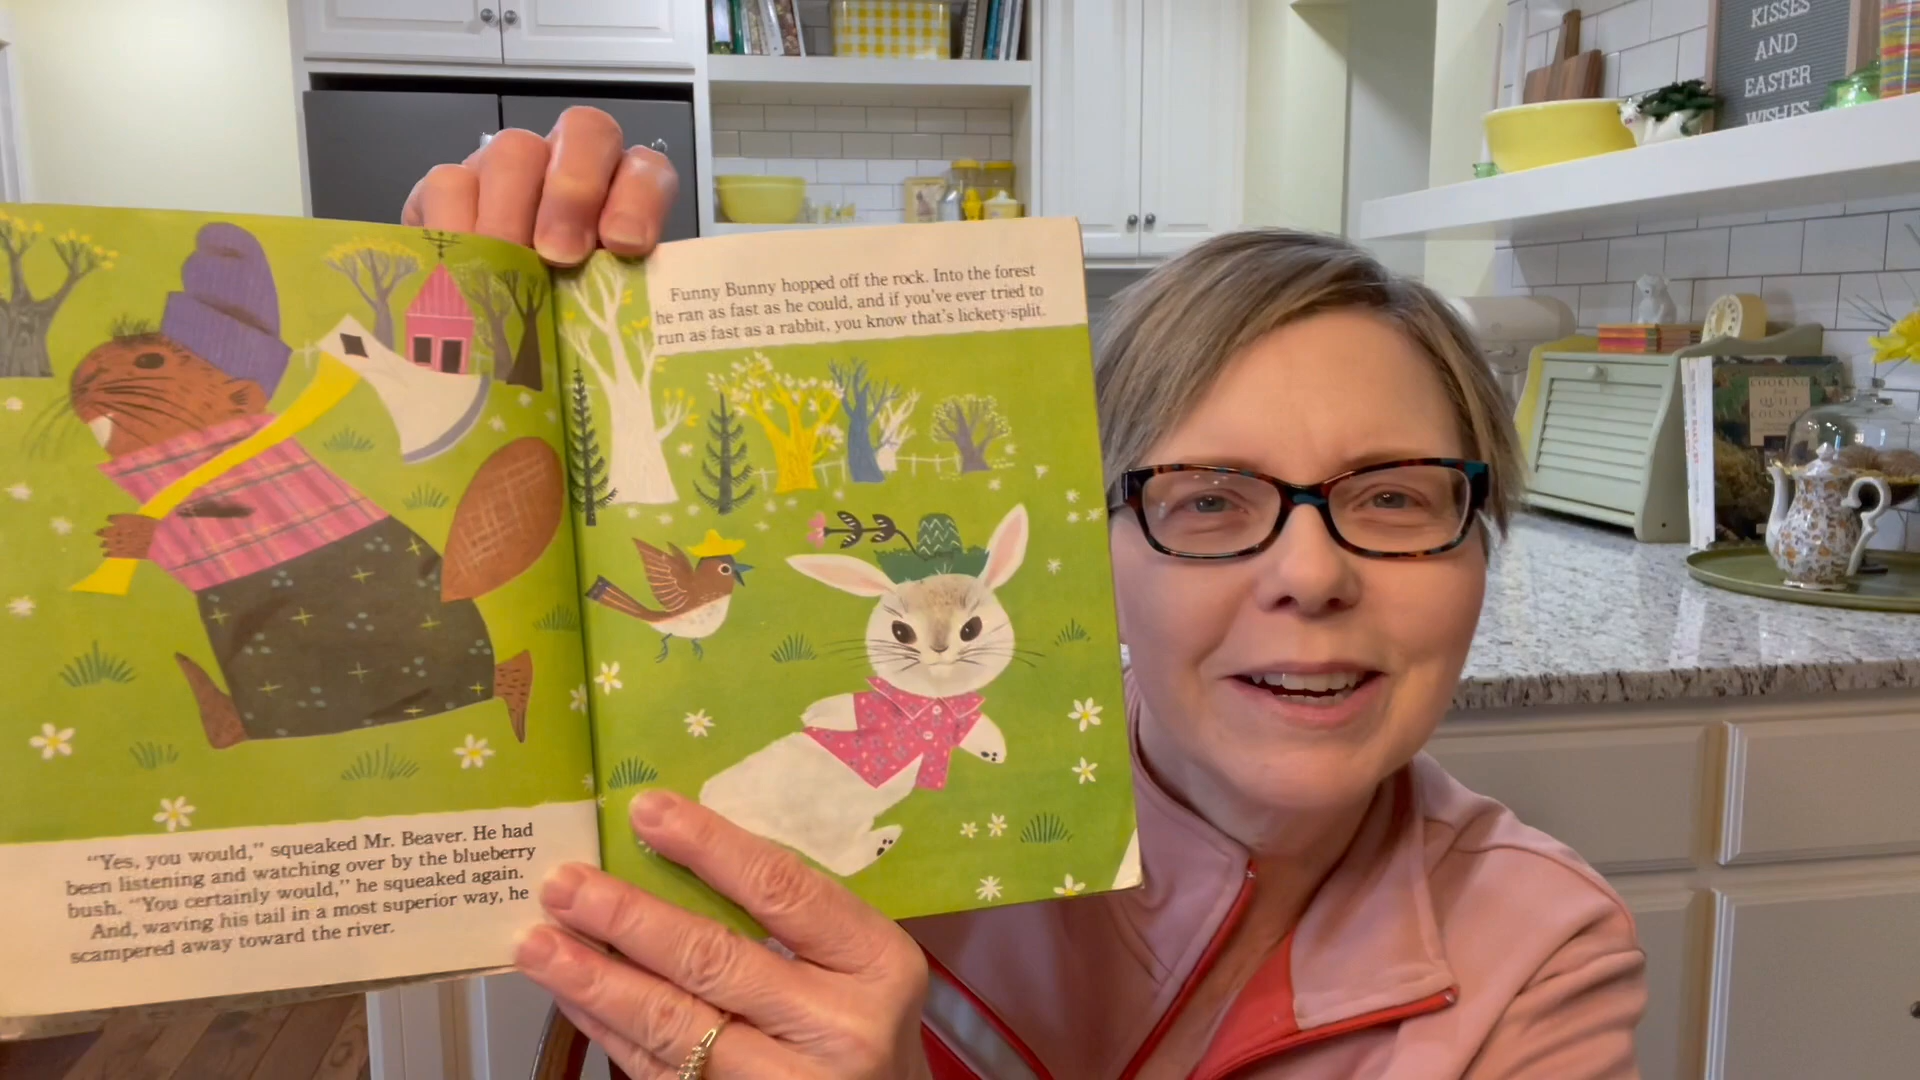 KISSES
AND
EASTER
WISHES
"Yes, you would," squeaked Mr. Beaver. He had
been listening and watching over by the blueberry
bush. "You certainly would," he squeaked again.
And, waving his tail in a most superior way, he
scampered away toward the river.
Funny Bunny hopped off the rock. Into the forest
he ran as fast as he could, and if you've ever tried to
run as fast as a rabbit, you know that's lickety-split.
COOKING
QUILT
COUNTRY